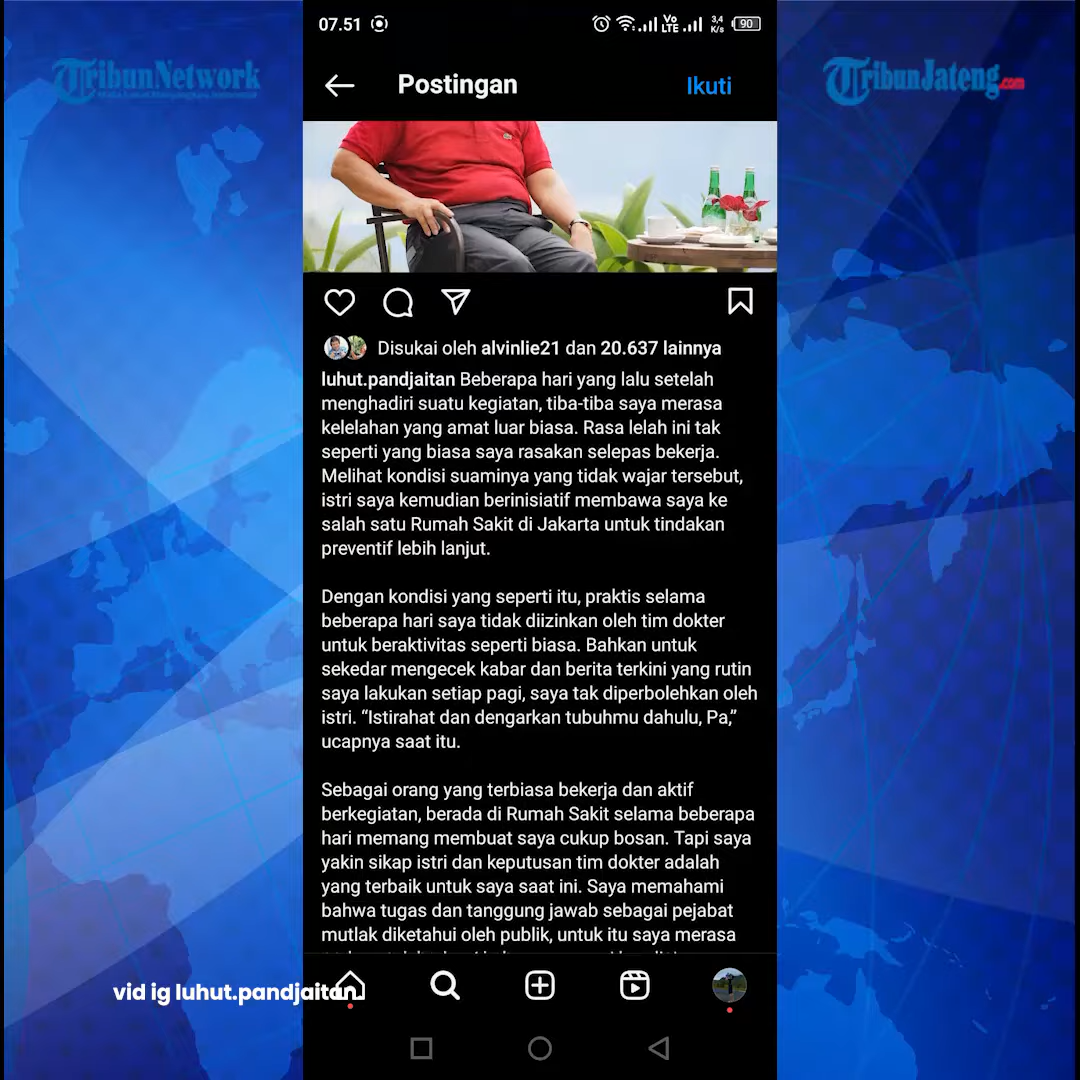 07.51
Vo
LTE
3,4
K/s
90
TribunNetwork
TribunJateng.com
Postingan
Ikuti
Disukai oleh alvinlie21 dan 20.637 lainnya
luhut.pandjaitan Beberapa hari yang lalu setelah
menghadiri suatu kegiatan, tiba-tiba saya merasa
kelelahan yang amat luar biasa. Rasa lelah ini tak
seperti yang biasa saya rasakan selepas bekerja.
Melihat kondisi suaminya yang tidak wajar tersebut,
istri saya kemudian berinisiatif membawa saya ke
salah satu Rumah Sakit di Jakarta untuk tindakan
preventif lebih lanjut.
Dengan kondisi yang seperti itu, praktis selama
beberapa hari saya tidak diizinkan oleh tim dokter
untuk beraktivitas seperti biasa. Bahkan untuk
sekedar mengecek kabar dan berita terkini yang rutin
saya lakukan setiap pagi, saya tak diperbolehkan oleh
istri. “Istirahat dan dengarkan tubuhmu dahulu, Pa,”
ucapnya saat itu.
Sebagai orang yang terbiasa bekerja dan aktif
berkegiatan, berada di Rumah Sakit selama beberapa
hari memang membuat saya cukup bosan. Tapi saya
yakin sikap istri dan keputusan tim dokter adalah
yang terbaik untuk saya saat ini. Saya memahami
bahwa tugas dan tanggung jawab sebagai pejabat
mutlak diketahui oleh publik, untuk itu saya merasa
vid ig luhut.pandjaitan